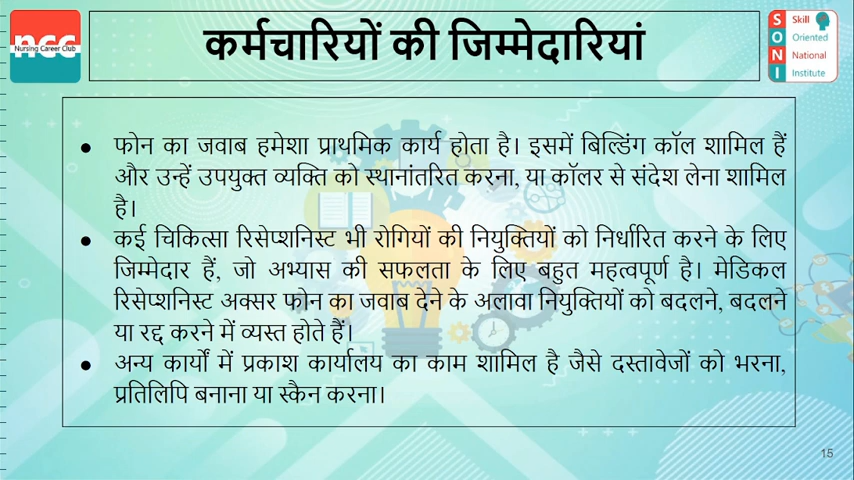 ncc
Nursing Career Club
कर्मचारियों की जिम्मेदारियां
S Skill
O Oriented
N National
I Institute
● फोन का जवाब हमेशा प्राथमिक कार्य होता है। इसमें बिल्डिंग कॉल शामिल हैं
और उन्हें उपयुक्त व्यक्ति को स्थानांतरित करना, या कॉलर से संदेश लेना शामिल
है।
● कई चिकित्सा रिसेप्शनिस्ट भी रोगियों की नियुक्तियों को निर्धारित करने के लिए
जिम्मेदार हैं, जो अभ्यास की सफलता के लिए बहुत महत्वपूर्ण है। मेडिकल
रिसेप्शनिस्ट अक्सर फोन का जवाब देने के अलावा नियुक्तियों को बदलने, बदलने
या रद्द करने में व्यस्त होते हैं।
● अन्य कार्यों में प्रकाश कार्यालय का काम शामिल है जैसे दस्तावेजों को भरना,
प्रतिलिपि बनाना या स्कैन करना।
15